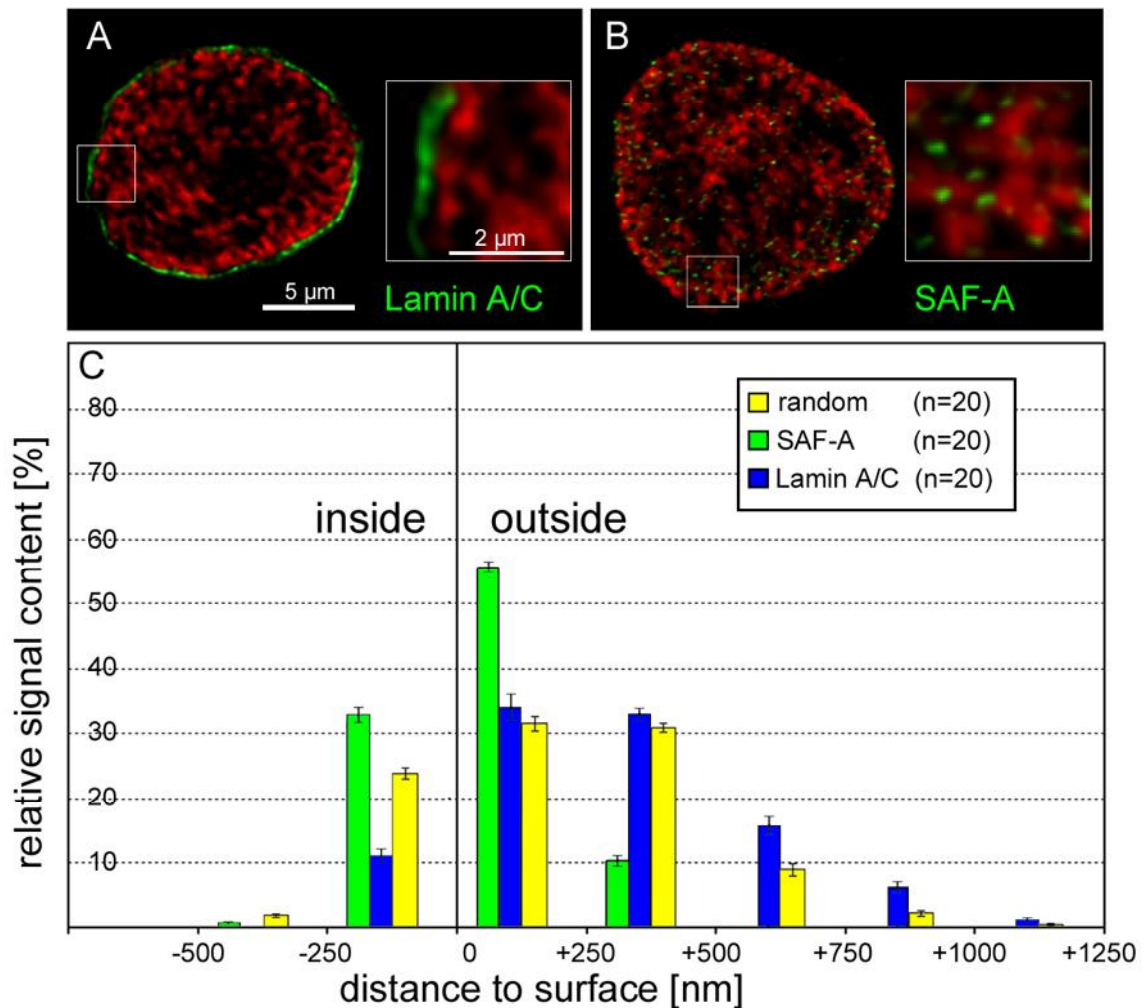 A
2 µm
5 µm
Lamin A/C
B
SAF-A
C
relative signal content [%]
80
70
60
50
40
30
20
10
random (n=20)
SAF-A (n=20)
Lamin A/C (n=20)
inside
outside
-500 -250 0 +250 +500 +750 +1000 +1250
distance to surface [nm]